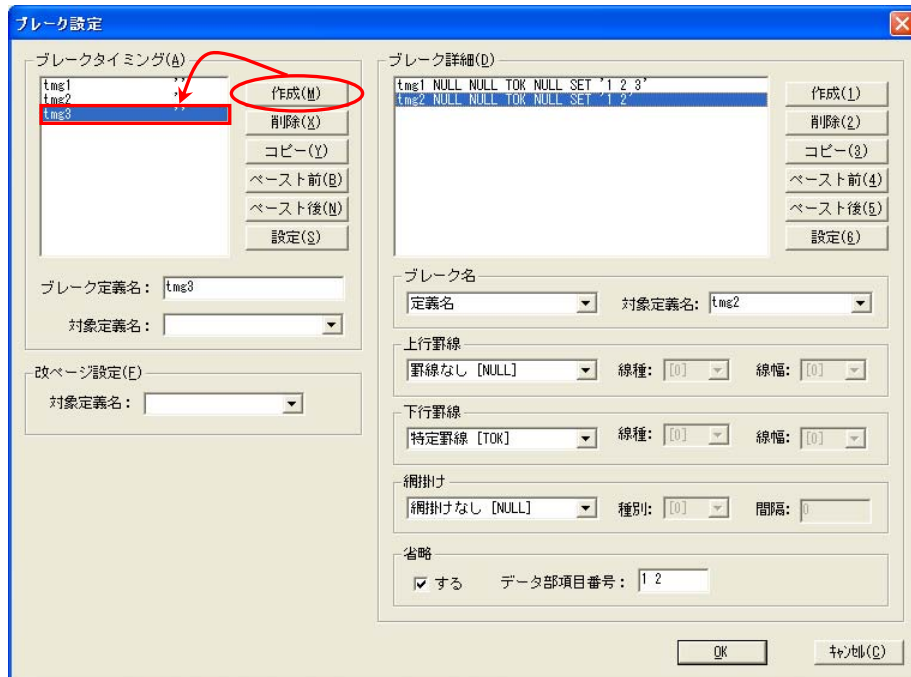 ブレーク設定
ブレークタイミング(A)
tmg1 ''
tmg2 ''
tmg3 ''
作成(M)
削除(X)
コピー(Y)
ペースト前(B)
ペースト後(N)
設定(S)
ブレーク定義名: tmg3
対象定義名:
改ページ設定(F)
対象定義名:
ブレーク詳細(D)
tmg1 NULL NULL TOK NULL SET '1 2 3'
tmg2 NULL NULL TOK NULL SET '1 2'
作成(1)
削除(2)
コピー(3)
ペースト前(4)
ペースト後(5)
設定(6)
ブレーク名
定義名 対象定義名: tmg2
上行罫線
罫線なし [NULL] 線種: [0] 線幅: [0]
下行罫線
特定罫線 [TOK] 線種: [0] 線幅: [0]
網掛け
網掛けなし [NULL] 種別: [0] 間隔: 0
省略
する データ部項目番号: 1 2
OK キャンセル(C)